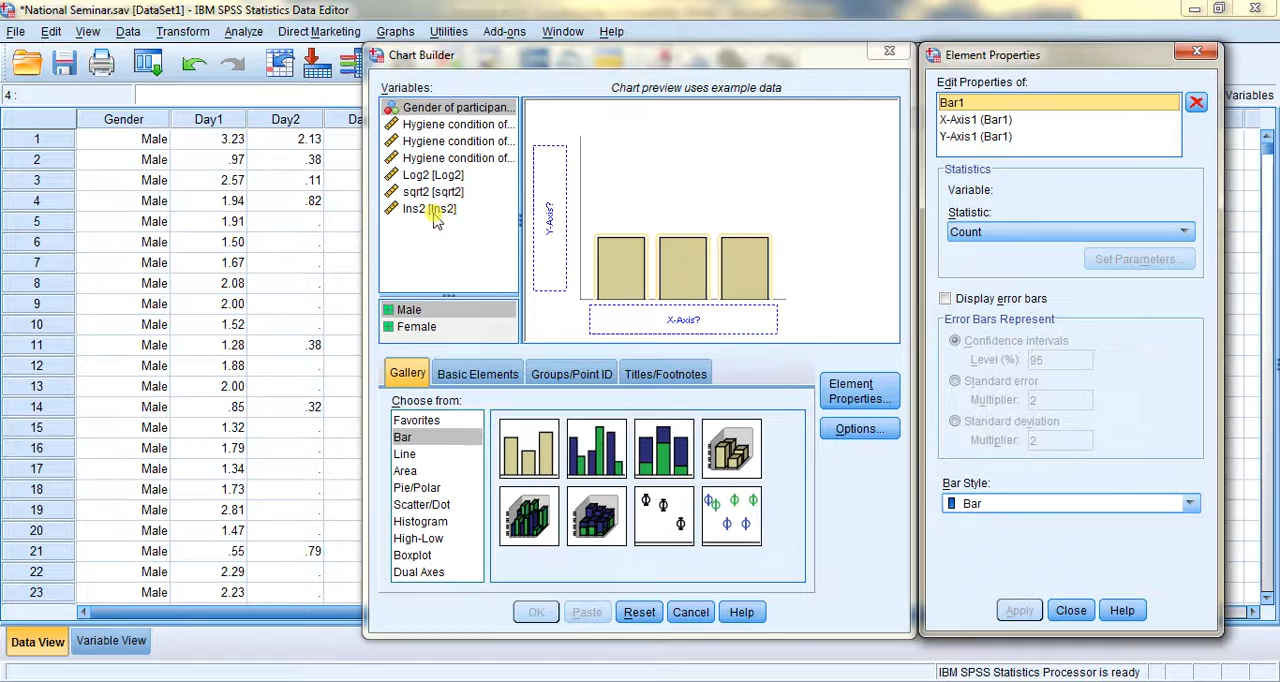 *National Seminar.sav [DataSet1] - IBM SPSS Statistics Data Editor
File Edit View Data Transform Analyze Direct Marketing Graphs Utilities Add-ons Window Help
4 :
Variables
Gender Day1 Day2 Da
1 Male 3.23 2.13
2 Male .97 .38
3 Male 2.57 .11
4 Male 1.94 .82
5 Male 1.91 .
6 Male 1.50 .
7 Male 1.67 .
8 Male 2.08 .
9 Male 2.00 .
10 Male 1.52 .
11 Male 1.28 .38
12 Male 1.88 .
13 Male 2.00 .
14 Male .85 .32
15 Male 1.32 .
16 Male 1.79 .
17 Male 1.34 .
18 Male 1.73 .
19 Male 2.81 .
20 Male 1.47 .
21 Male .55 .79
22 Male 2.29 .
23 Male 2.23 .
Data View Variable View
IBM SPSS Statistics Processor is ready
Chart Builder
Variables:
Gender of participan...
Hygiene condition of...
Hygiene condition of...
Hygiene condition of...
Log2 [Log2]
sqrt2 [sqrt2]
Ins2 [Ins2]
Male
Female
Chart preview uses example data
Y-Axis?
X-Axis?
Gallery Basic Elements Groups/Point ID Titles/Footnotes
Choose from:
Favorites
Bar
Line
Area
Pie/Polar
Scatter/Dot
Histogram
High-Low
Boxplot
Dual Axes
Element Properties...
Options...
OK Paste Reset Cancel Help
Element Properties
Edit Properties of:
Bar1
X-Axis1 (Bar1)
Y-Axis1 (Bar1)
Statistics
Variable:
Statistic:
Count
Set Parameters...
Display error bars
Error Bars Represent
Confidence intervals
Level (%) 95
Standard error
Multiplier: 2
Standard deviation
Multiplier: 2
Bar Style:
Bar
Apply Close Help